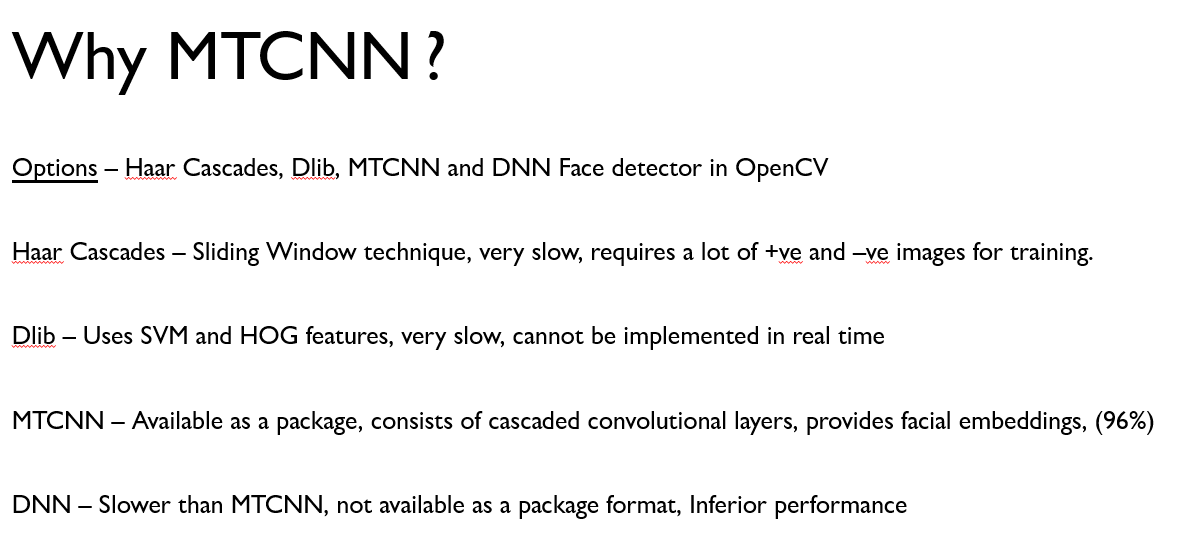 Why MTCNN ?
Options – Haar Cascades, Dlib, MTCNN and DNN Face detector in OpenCV
Haar Cascades – Sliding Window technique, very slow, requires a lot of +ve and –ve images for training.
Dlib – Uses SVM and HOG features, very slow, cannot be implemented in real time
MTCNN – Available as a package, consists of cascaded convolutional layers, provides facial embeddings, (96%)
DNN – Slower than MTCNN, not available as a package format, Inferior performance